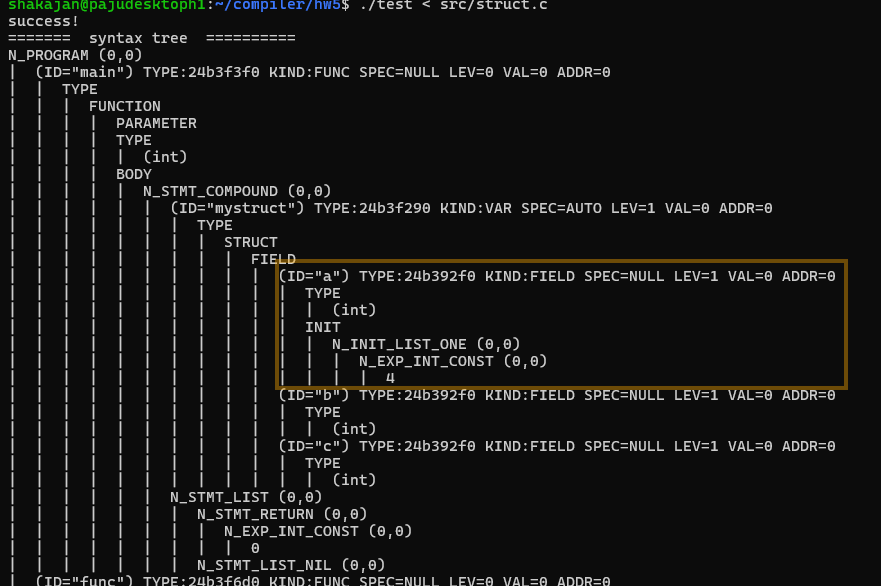 shakajan@pajudesktoph1:~/compiler/hw5$ ./test < src/struct.c
success!
=======  syntax tree  ==========
N_PROGRAM (0,0)
|  (ID="main") TYPE:24b3f3f0 KIND:FUNC SPEC=NULL LEV=0 VAL=0 ADDR=0
|  |  TYPE
|  |  |  FUNCTION
|  |  |  |  PARAMETER
|  |  |  |  TYPE
|  |  |  |  |  (int)
|  |  |  |  BODY
|  |  |  |  |  N_STMT_COMPOUND (0,0)
|  |  |  |  |  |  (ID="mystruct") TYPE:24b3f290 KIND:VAR SPEC=AUTO LEV=1 VAL=0 ADDR=0
|  |  |  |  |  |  |  TYPE
|  |  |  |  |  |  |  |  STRUCT
|  |  |  |  |  |  |  |  |  FIELD
|  |  |  |  |  |  |  |  |  |  (ID="a") TYPE:24b392f0 KIND:FIELD SPEC=NULL LEV=1 VAL=0 ADDR=0
|  |  |  |  |  |  |  |  |  |  |  TYPE
|  |  |  |  |  |  |  |  |  |  |  |  (int)
|  |  |  |  |  |  |  |  |  |  |  INIT
|  |  |  |  |  |  |  |  |  |  |  |  N_INIT_LIST_ONE (0,0)
|  |  |  |  |  |  |  |  |  |  |  |  |  N_EXP_INT_CONST (0,0)
|  |  |  |  |  |  |  |  |  |  |  |  |  |  4
|  |  |  |  |  |  |  |  |  |  (ID="b") TYPE:24b392f0 KIND:FIELD SPEC=NULL LEV=1 VAL=0 ADDR=0
|  |  |  |  |  |  |  |  |  |  |  TYPE
|  |  |  |  |  |  |  |  |  |  |  |  (int)
|  |  |  |  |  |  |  |  |  |  (ID="c") TYPE:24b392f0 KIND:FIELD SPEC=NULL LEV=1 VAL=0 ADDR=0
|  |  |  |  |  |  |  |  |  |  |  TYPE
|  |  |  |  |  |  |  |  |  |  |  |  (int)
|  |  |  |  |  |  N_STMT_LIST (0,0)
|  |  |  |  |  |  |  N_STMT_RETURN (0,0)
|  |  |  |  |  |  |  |  N_EXP_INT_CONST (0,0)
|  |  |  |  |  |  |  |  |  0
|  |  |  |  |  |  |  N_STMT_LIST_NIL (0,0)
|  (ID="func") TYPE:24b3f6d0 KIND:FUNC SPEC=NULL LEV=0 VAL=0 ADDR=0